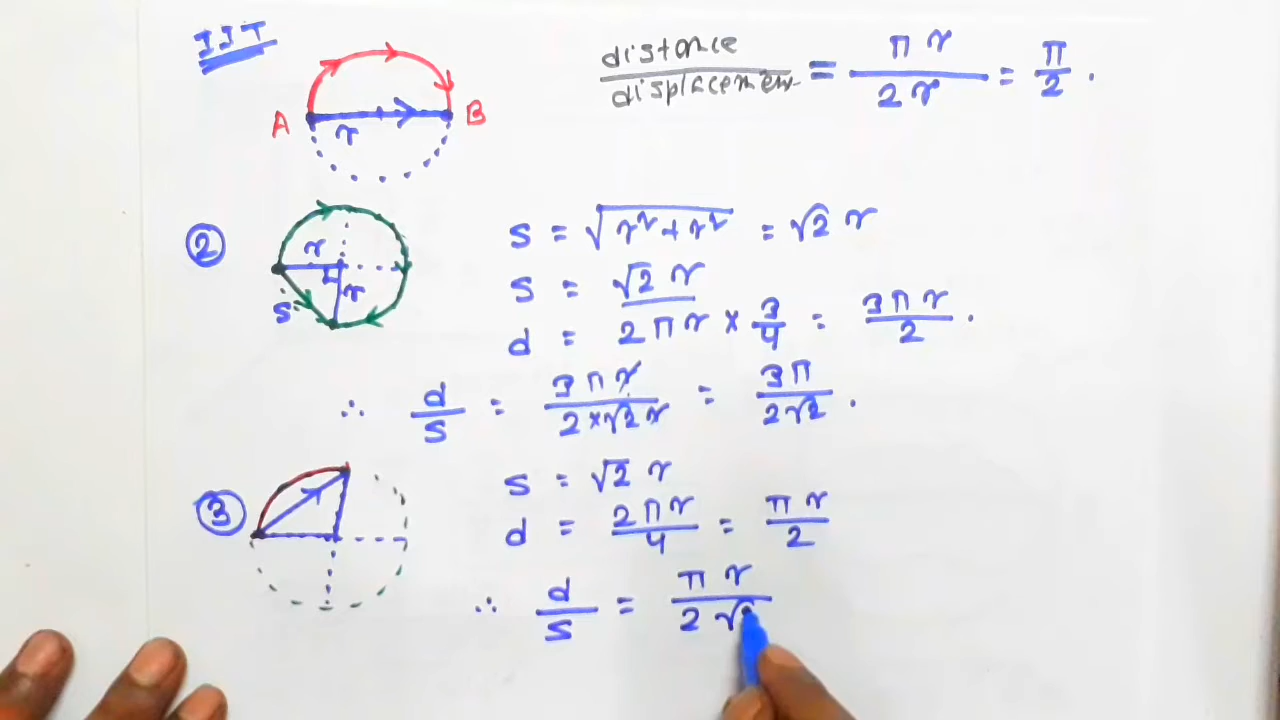 IIT
A r B
distance / displacement = πr / 2r = π / 2 .
② r r S
S = √(r² + r²) = √2 r
S = √2 r
d = 2πr × 3/4 = 3πr / 2 .
∴ d/S = 3πr / 2×√2 r = 3π / 2√2 .
③
S = √2 r
d = 2πr / 4 = πr / 2
∴ d/S = πr / 2√